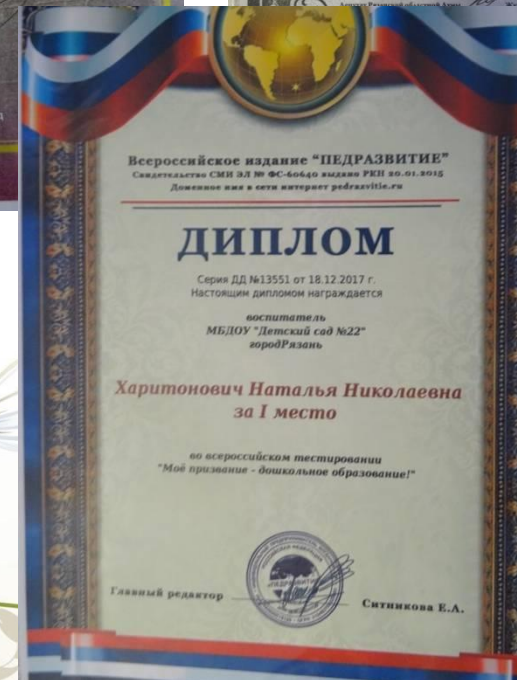 Всероссийское издание "ПЕДРАЗВИТИЕ"
Свидетельство СМИ ЭЛ № ФС-60640 выдано РКН 20.01.2015
Доменное имя в сети интернет pedrazvitie.ru
ДИПЛОМ
Серия ДД №13551 от 18.12.2017 г.
Настоящим дипломом награждается
воспитатель
МБДОУ "Детский сад №22"
городРязань
Харитонович Наталья Николаевна
за I место
во всероссийском тестировании
"Моё призвание - дошкольное образование!"
Главный редактор
Ситникова Е.А.